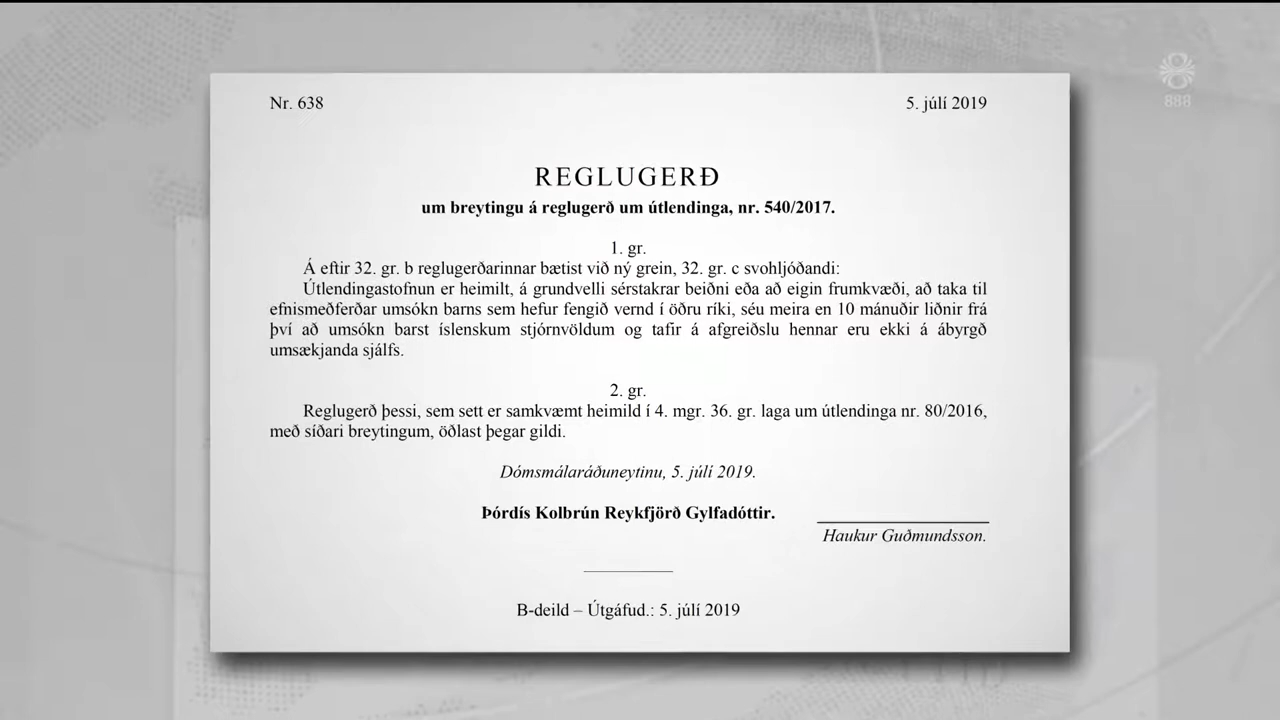 888
Nr. 638
5. júlí 2019
REGLUGERÐ
um breytingu á reglugerð um útlendinga, nr. 540/2017.
1. gr.
Á eftir 32. gr. b reglugerðarinnar bætist við ný grein, 32. gr. c svohljóðandi:
Útlendingastofnun er heimilt, á grundvelli sérstakrar beiðni eða að eigin frumkvæði, að taka til
efnismeðferðar umsókn barns sem hefur fengið vernd í öðru ríki, séu meira en 10 mánuðir liðnir frá
því að umsókn barst íslenskum stjórnvöldum og tafir á afgreiðslu hennar eru ekki á ábyrgð
umsækjanda sjálfs.
2. gr.
Reglugerð þessi, sem sett er samkvæmt heimild í 4. mgr. 36. gr. laga um útlendinga nr. 80/2016,
með síðari breytingum, öðlast þegar gildi.
Dómsmálaráðuneytinu, 5. júlí 2019.
Þórdís Kolbrún Reykfjörð Gylfadóttir.
Haukur Guðmundsson.
B-deild – Útgáfud.: 5. júlí 2019